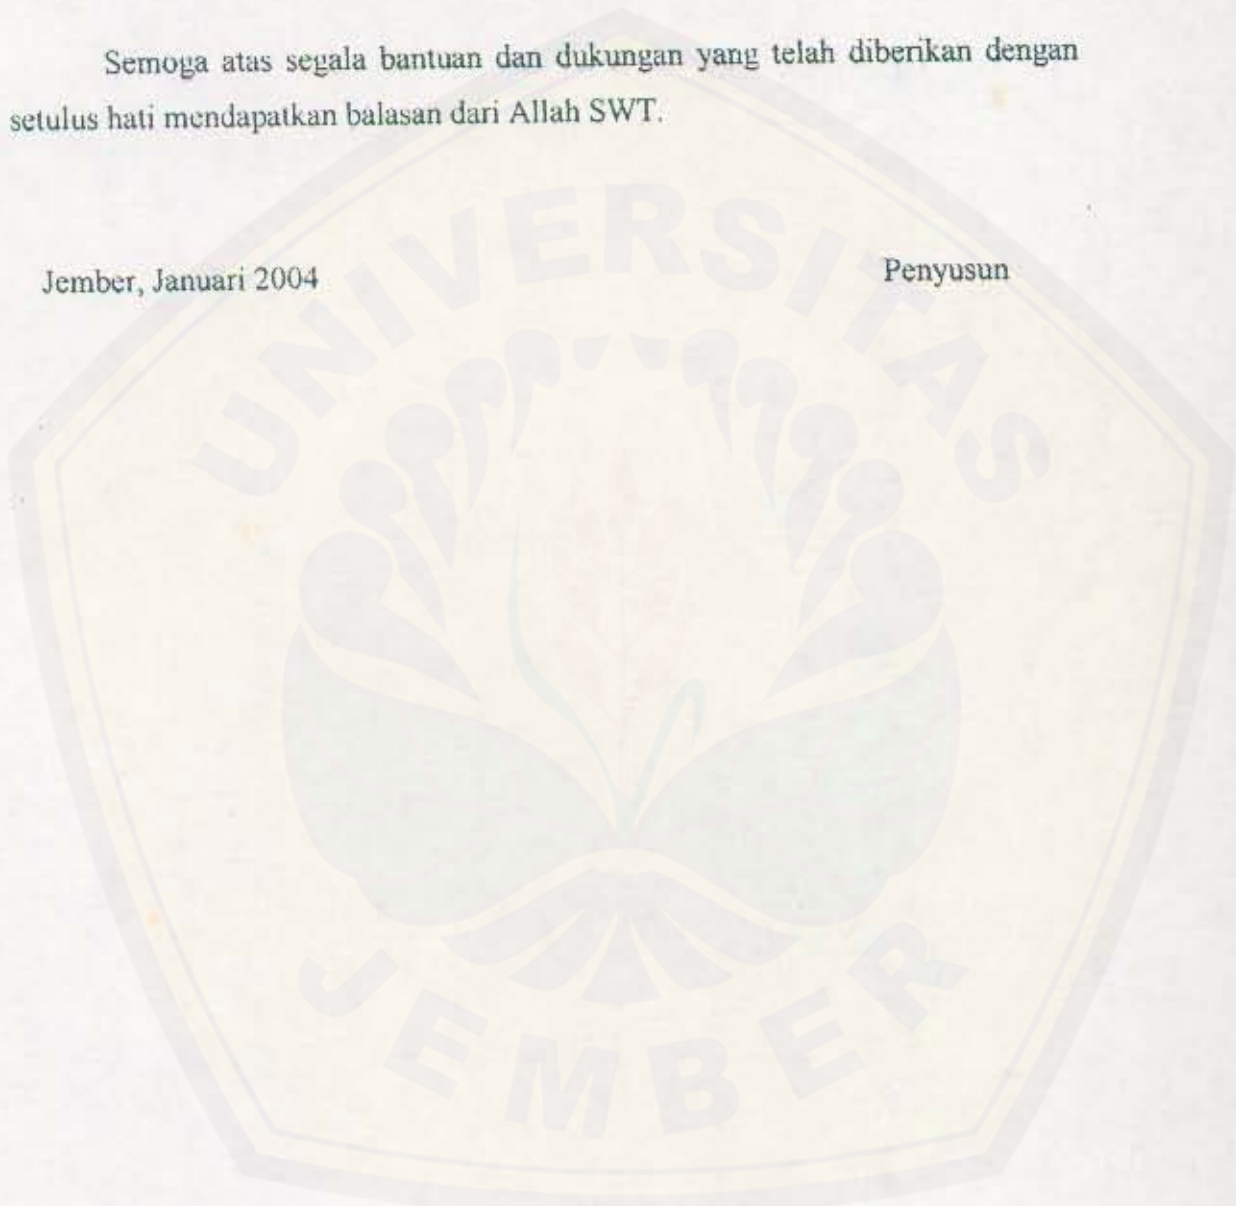 Semoga atas segala bantuan dan dukungan yang telah diberikan dengan
setulus hati mendapatkan balasan dari Allah SWT.
Jember, Januari 2004
Penyusun
UNIVERSITAS
JEMBER